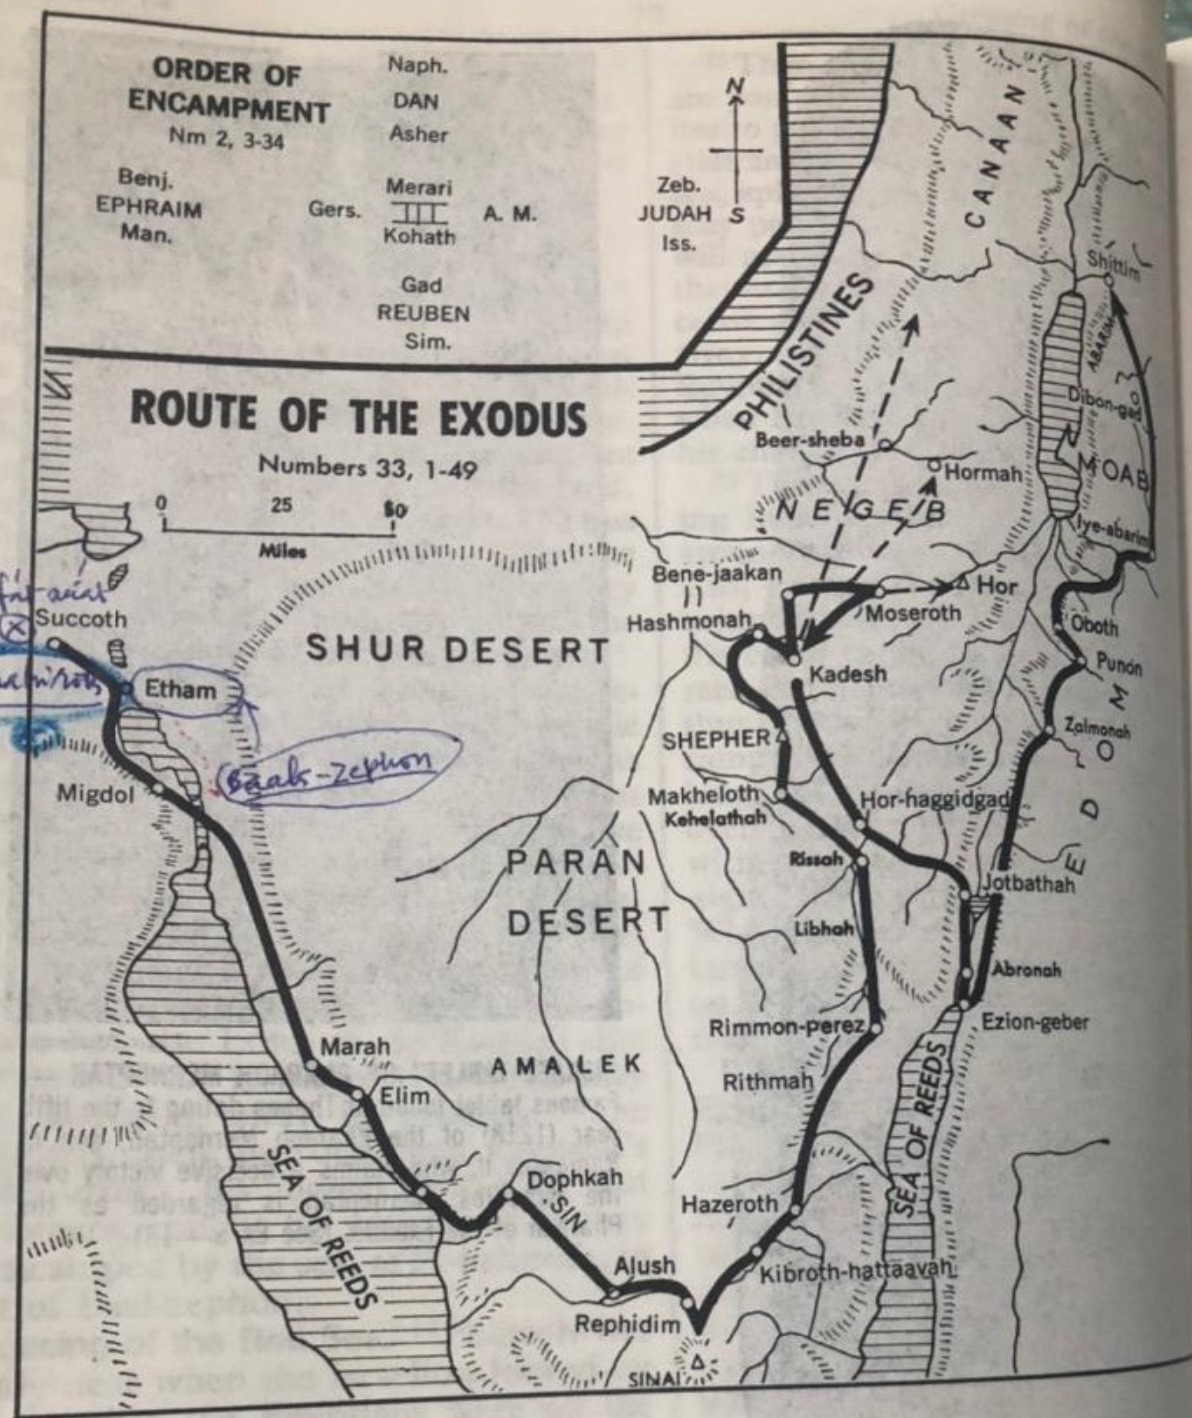 ORDER OF
ENCAMPMENT
Nm 2, 3-34
Naph.
DAN
Asher
Benj.
EPHRAIM
Man.
Gers.
Merari
Kohath
A. M.
Zeb.
JUDAH
Iss.
Gad
REUBEN
Sim.
N
S
ROUTE OF THE EXODUS
Numbers 33, 1-49
0 25 50
Miles
CANAAN
PHILISTINES
Shittim
ABARIM
Dibon-gad
MOAB
Iye-abarim
Beer-sheba
Hormah
NEGEB
Bene-jaakan
Hor
Moseroth
Hashmonah
Kadesh
Oboth
Punon
Zalmonah
EDOM
Succoth
Etham
Baal-Zephon
Migdol
SHUR DESERT
SHEPHER
Makheloth
Kehelathah
Hor-haggidgad
Rissah
PARAN
DESERT
Jotbathah
Libhah
Abronah
Rimmon-perez
Ezion-geber
Marah
Elim
AMALEK
Rithmah
SEA OF REEDS
Dophkah
SIN
Hazeroth
SEA OF REEDS
Alush
Kibroth-hattaavah
Rephidim
SINAI